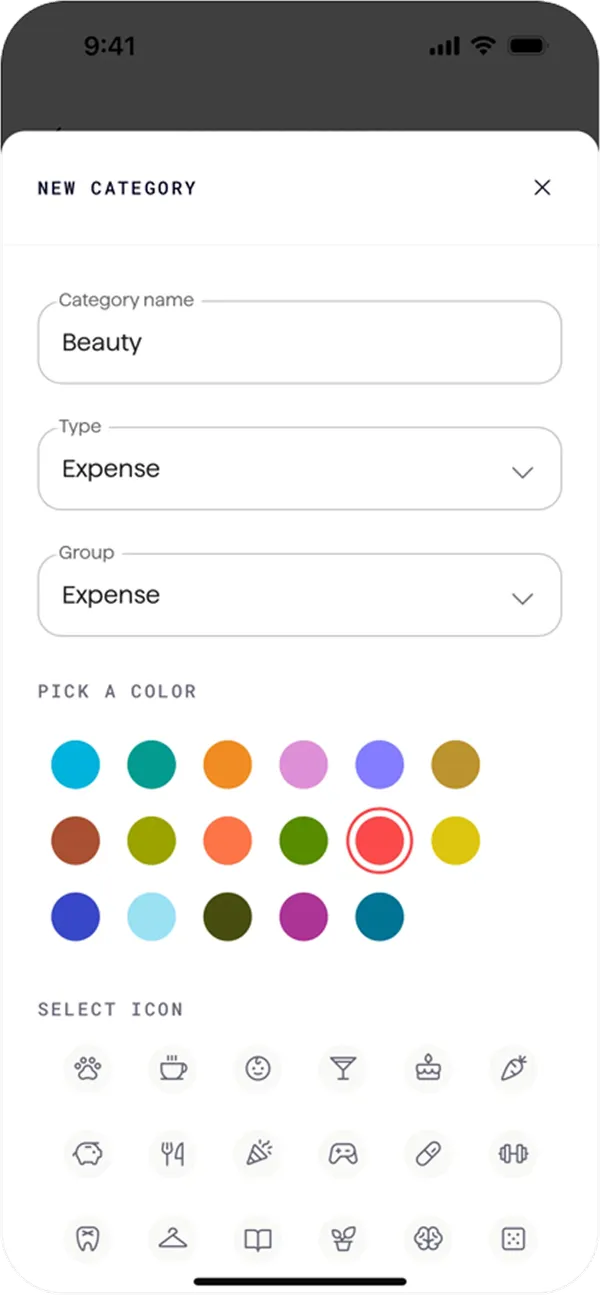 9:41
NEW CATEGORY
Category name
Beauty
Type
Expense
Group
Expense
PICK A COLOR
SELECT ICON